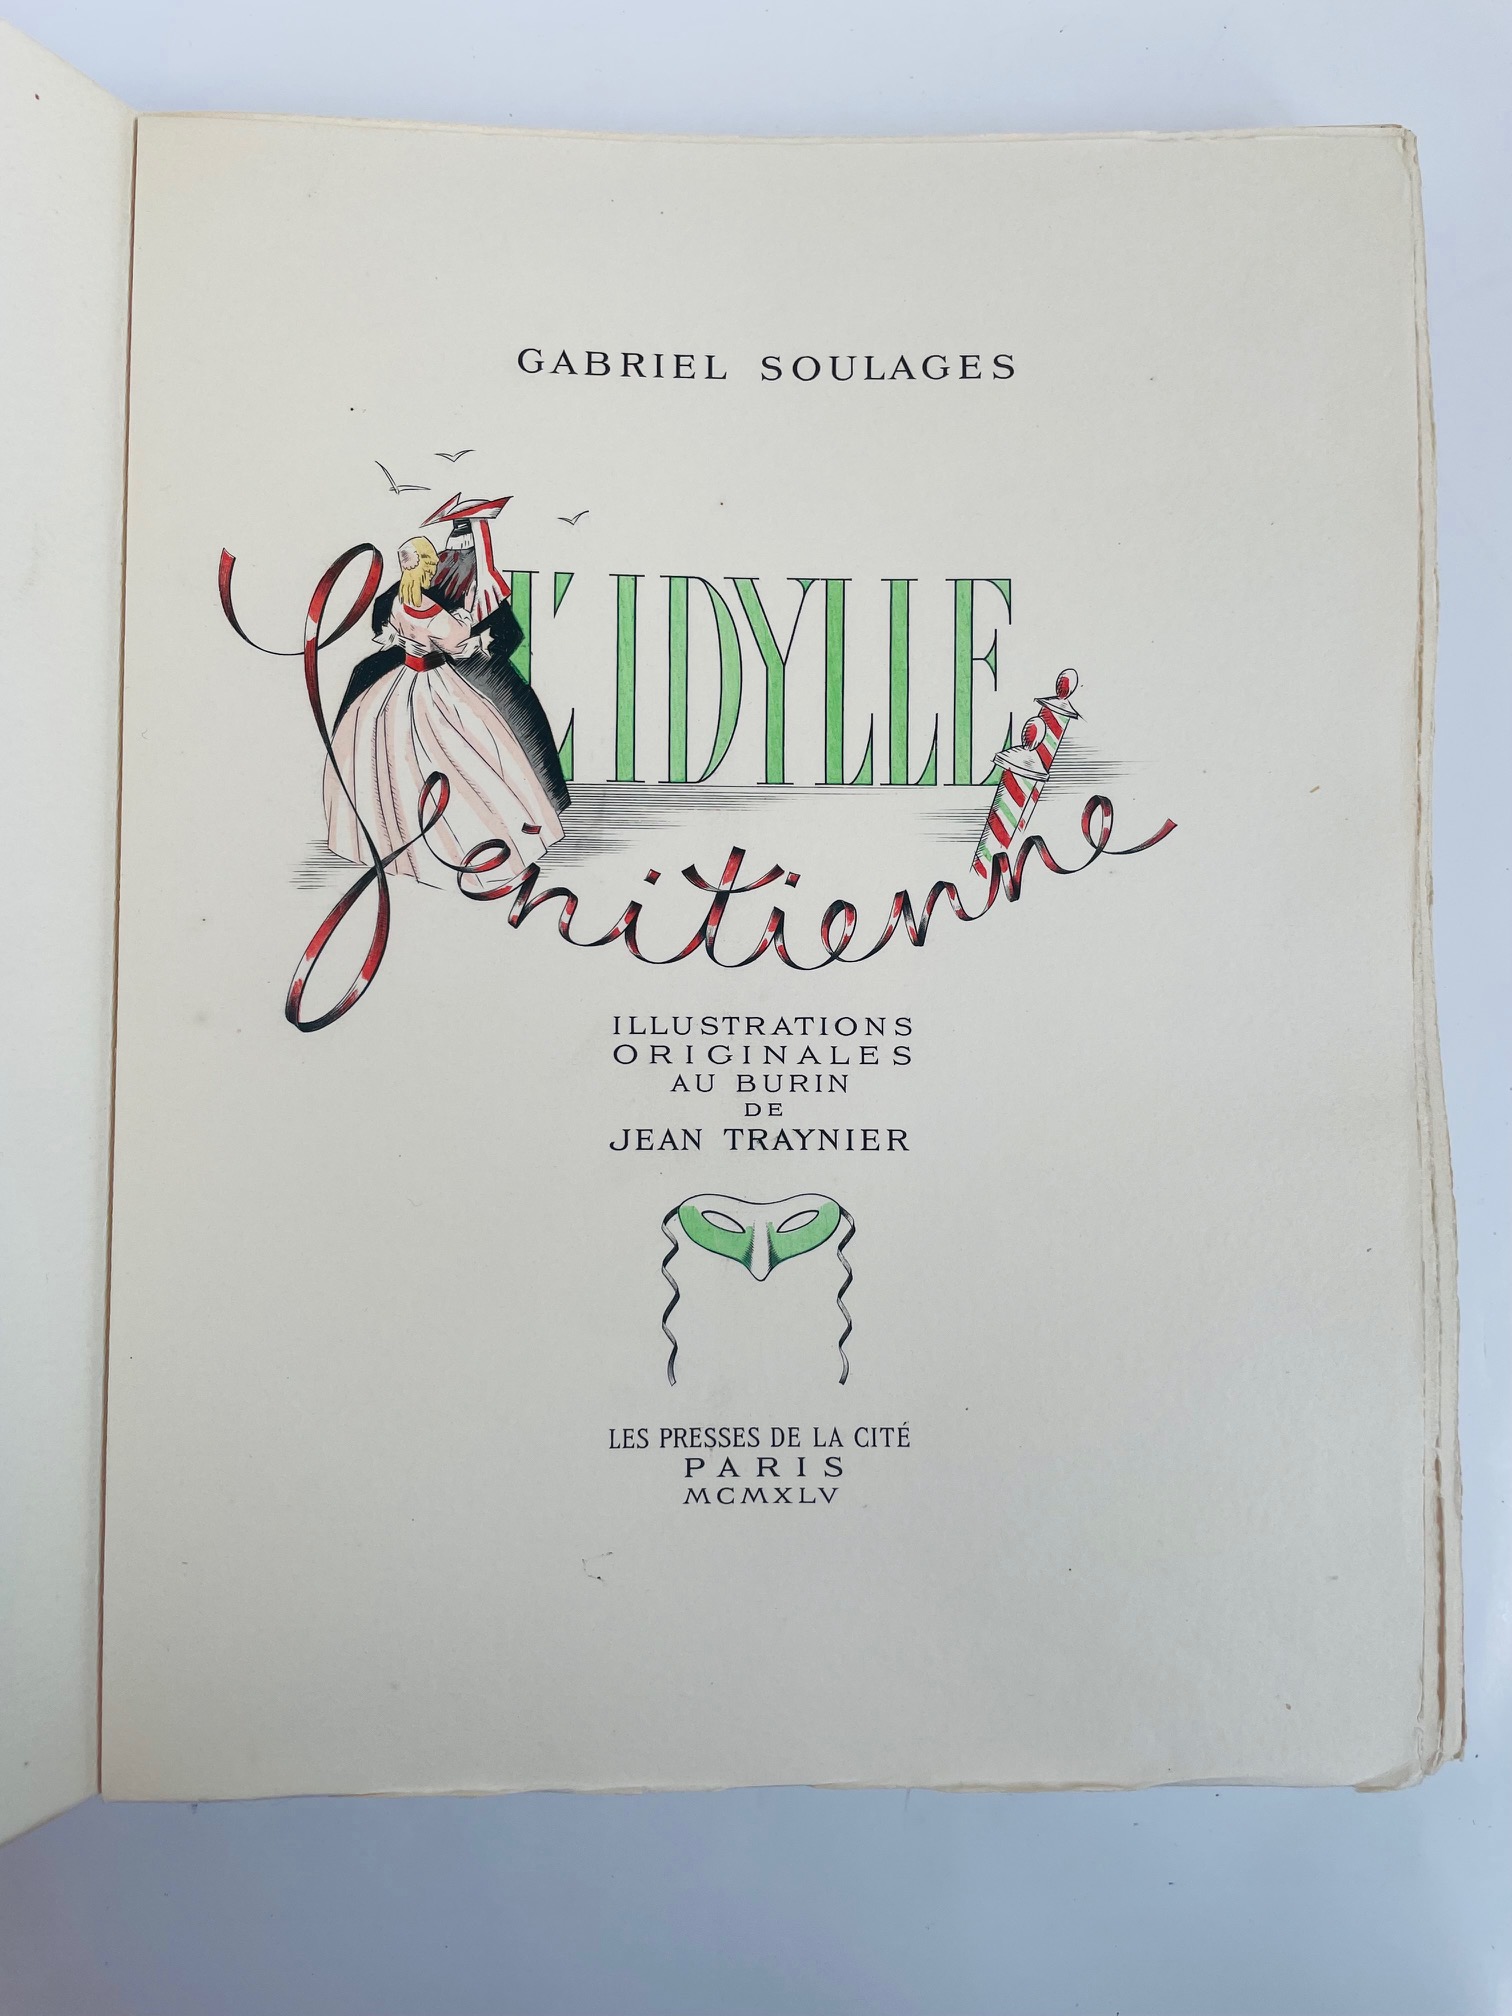 GABRIEL SOULAGES
L'IDYLLE
Vénitienne
ILLUSTRATIONS
ORIGINALES
AU BURIN
DE
JEAN TRAYNIER
LES PRESSES DE LA CITÉ
PARIS
MCMXLV